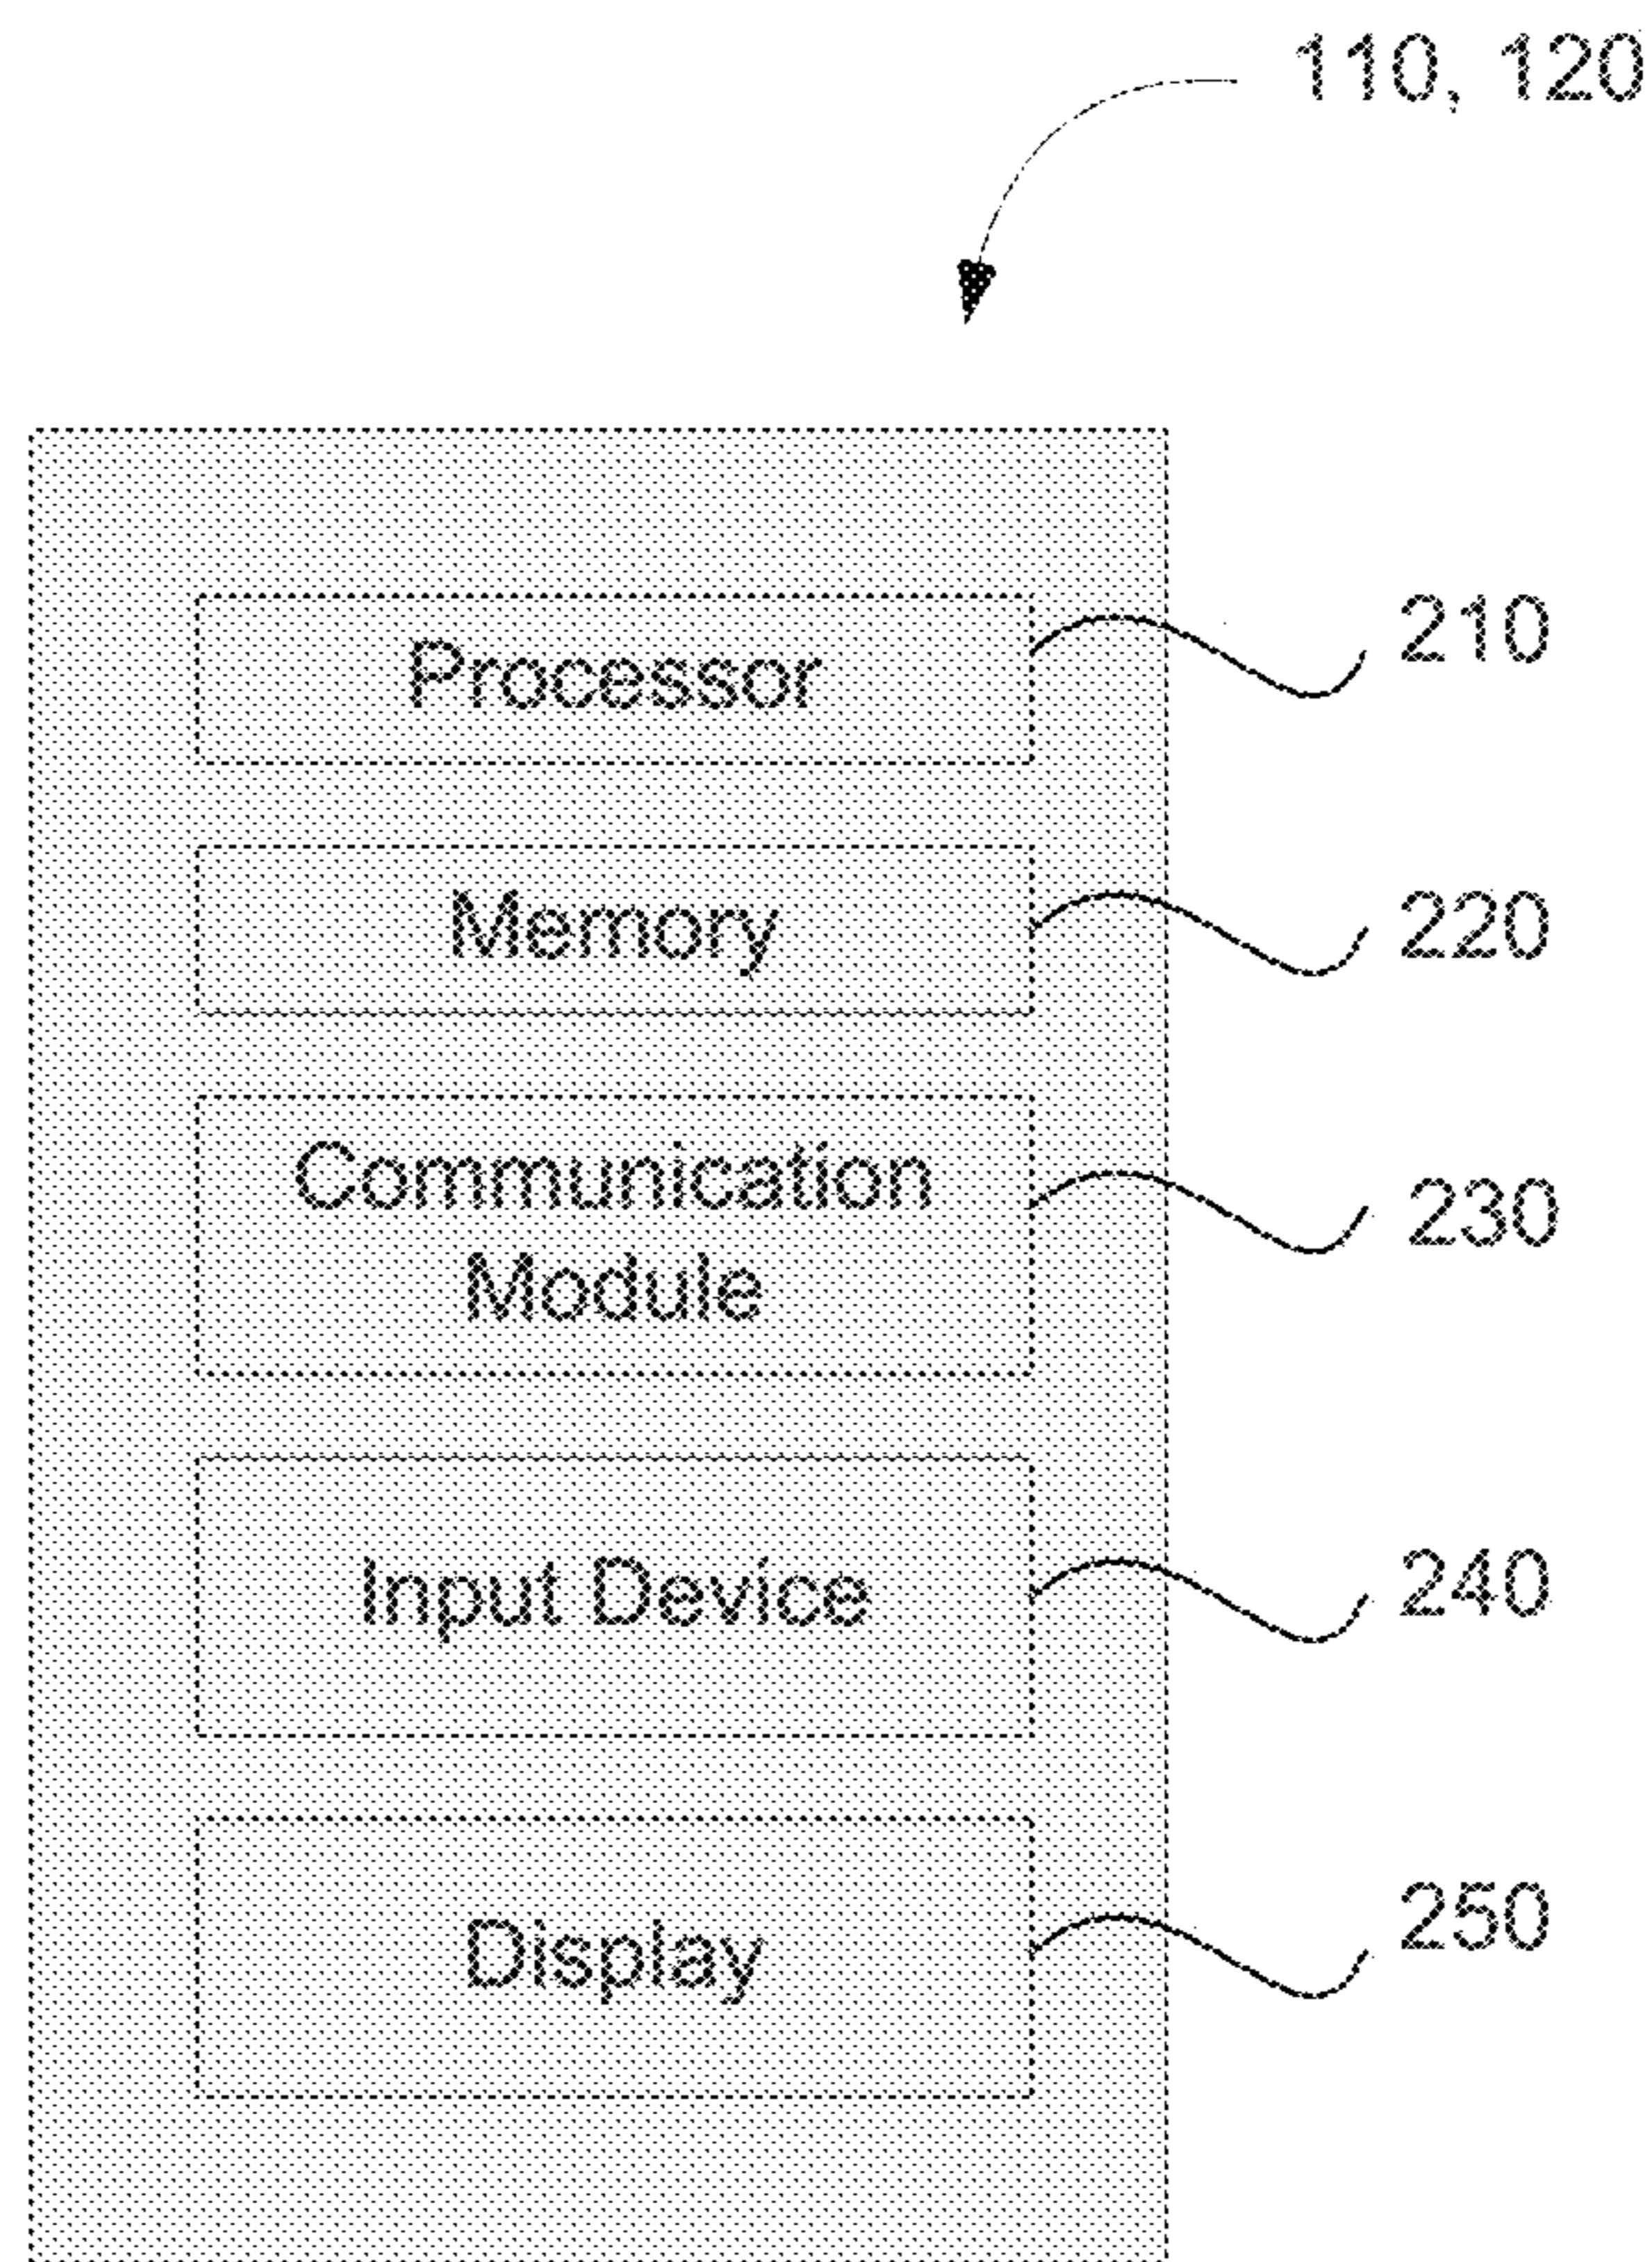 110, 120
Processor
210
Memory
220
Communication
Module
230
Input Device
240
Display
250